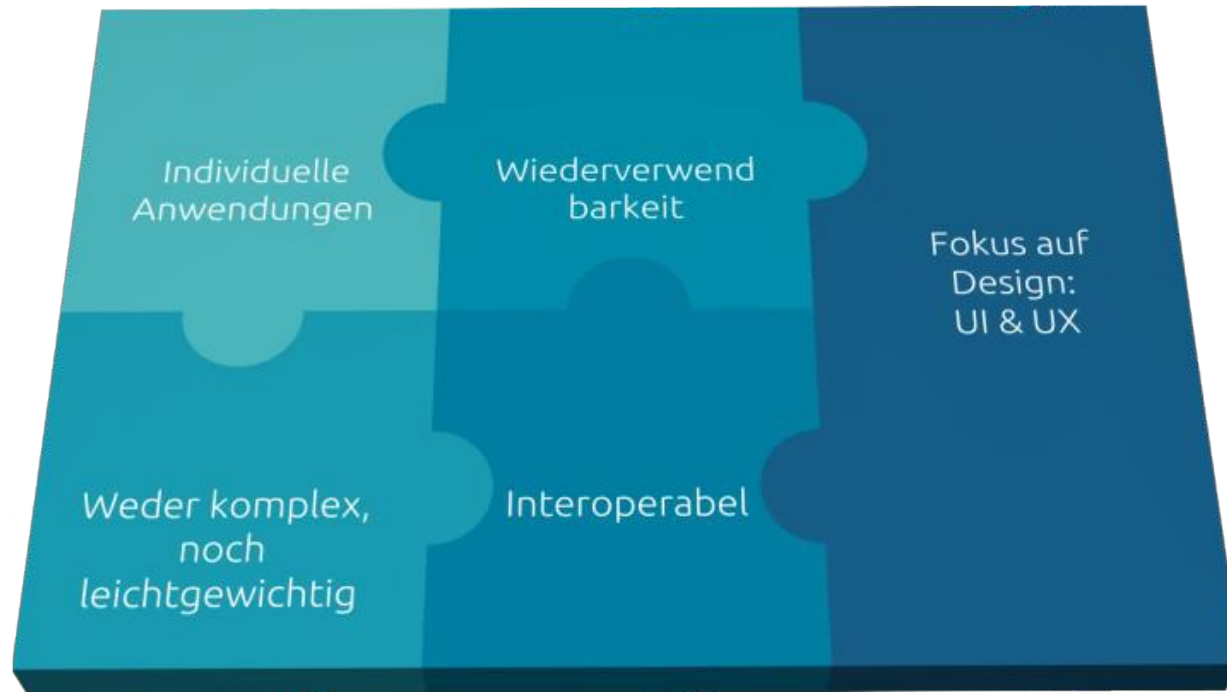 Individuelle
Anwendungen
Wiederverwend
barkeit
Fokus auf
Design:
UI & UX
Weder komplex,
noch
leichtgewichtig
Interoperabel